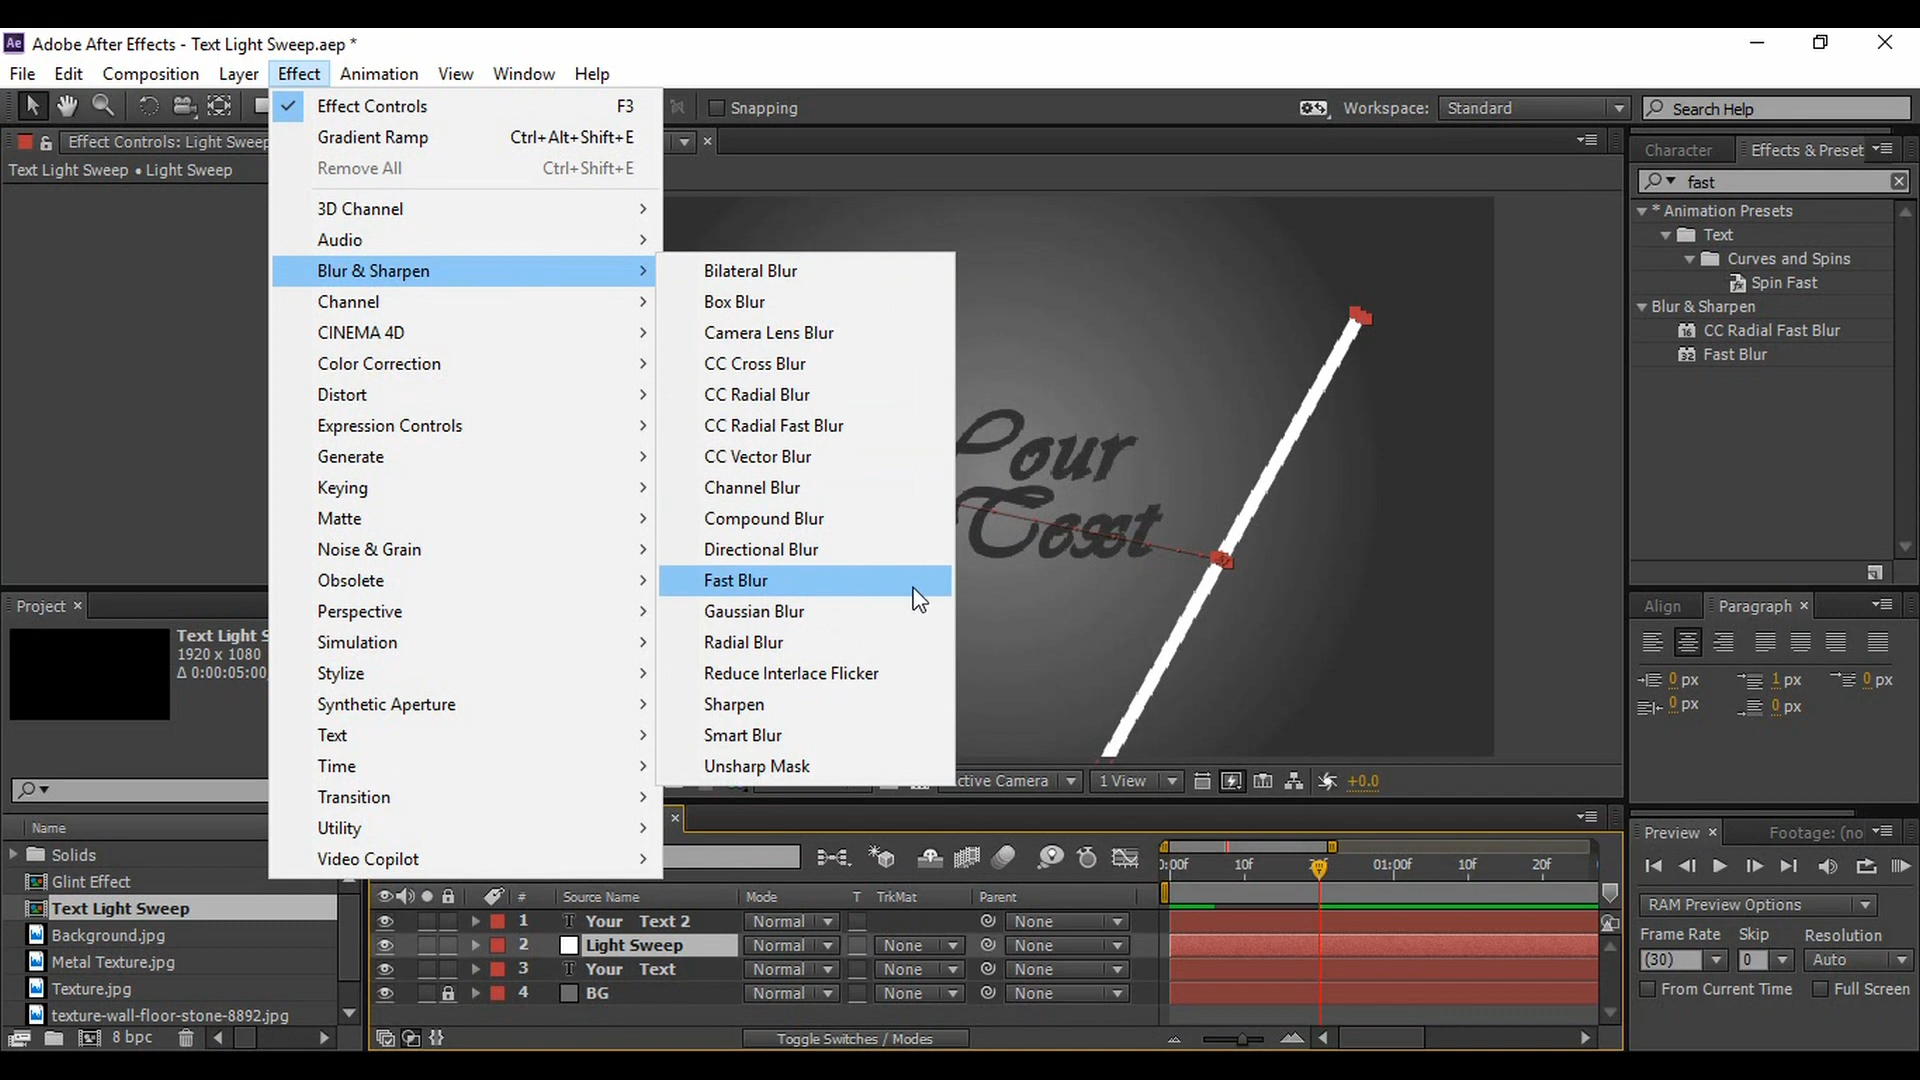 Ae Adobe After Effects - Text Light Sweep.aep *
File Edit Composition Layer Effect Animation View Window Help
Snapping Workspace: Standard Search Help
Effect Controls F3
Gradient Ramp Ctrl+Alt+Shift+E
Remove All Ctrl+Shift+E
3D Channel
Audio
Blur & Sharpen
Channel
CINEMA 4D
Color Correction
Distort
Expression Controls
Generate
Keying
Matte
Noise & Grain
Obsolete
Perspective
Simulation
Stylize
Synthetic Aperture
Text
Time
Transition
Utility
Video Copilot
Bilateral Blur
Box Blur
Camera Lens Blur
CC Cross Blur
CC Radial Blur
CC Radial Fast Blur
CC Vector Blur
Channel Blur
Compound Blur
Directional Blur
Fast Blur
Gaussian Blur
Radial Blur
Reduce Interlace Flicker
Sharpen
Smart Blur
Unsharp Mask
Effect Controls: Light Sweep
Text Light Sweep • Light Sweep
Your
Text
Character Effects & Preset
fast
* Animation Presets
Text
Curves and Spins
Spin Fast
Blur & Sharpen
CC Radial Fast Blur
Fast Blur
Project
Text Light S
1920 x 1080
Δ 0:00:05:00
Align Paragraph
0 px 1 px 0 px
0 px 0 px
ctive Camera 1 View +0.0
Name
Solids
Glint Effect
Text Light Sweep
Background.jpg
Metal Texture.jpg
Texture.jpg
texture-wall-floor-stone-8892.jpg
8 bpc
:00f 10f 01:00f 10f 20f
# Source Name Mode T TrkMat Parent
1 T Your Text 2 Normal None
2 Light Sweep Normal None None
3 T Your Text Normal None None
4 BG Normal None None
Toggle Switches / Modes
Preview Footage: (no
RAM Preview Options
Frame Rate Skip Resolution
(30) 0 Auto
From Current Time Full Screen